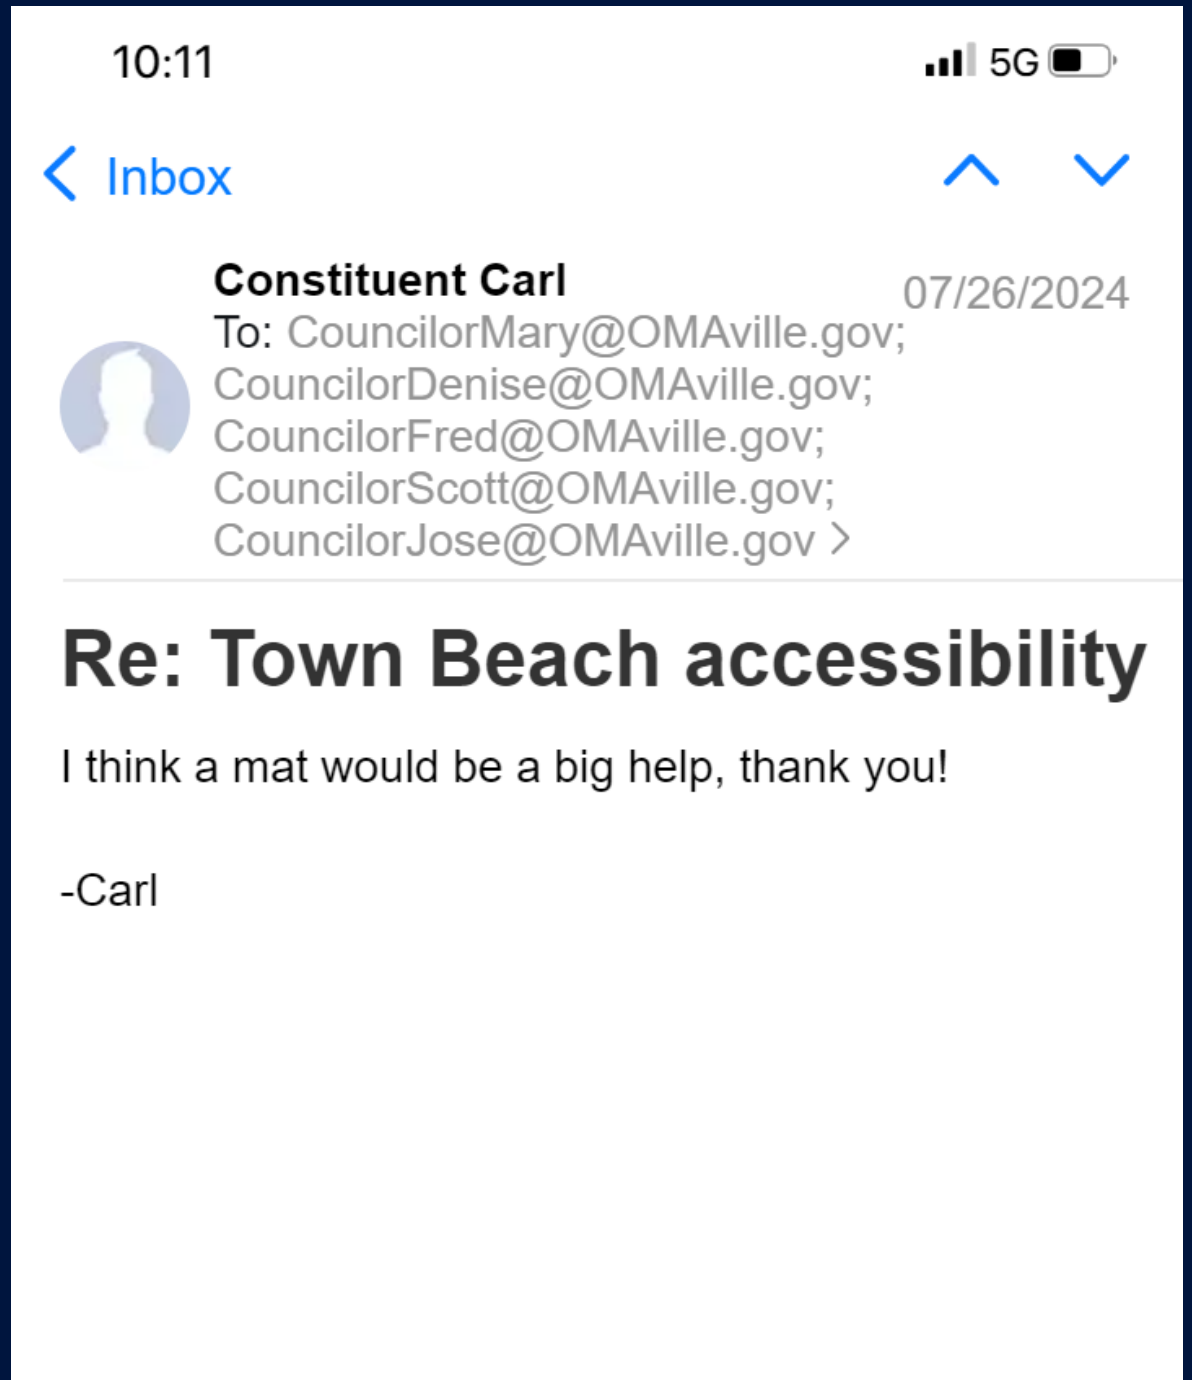 10:11
5G
Inbox
Constituent Carl
07/26/2024
To: CouncilorMary@OMAville.gov;
CouncilorDenise@OMAville.gov;
CouncilorFred@OMAville.gov;
CouncilorScott@OMAville.gov;
CouncilorJose@OMAville.gov
Re: Town Beach accessibility
I think a mat would be a big help, thank you!
-Carl